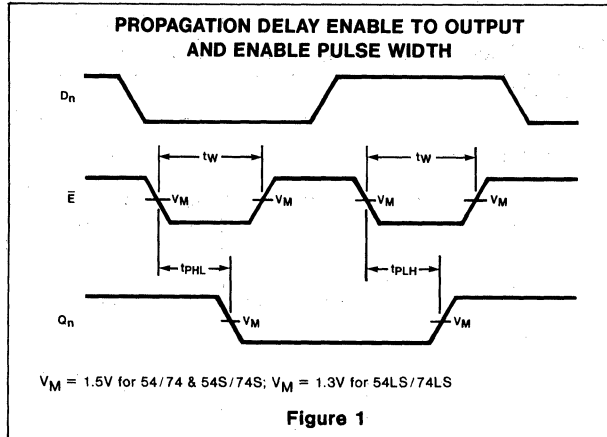 PROPAGATION DELAY ENABLE TO OUTPUT
AND ENABLE PULSE WIDTH
Dn
tW tW
E̅ VM VM VM VM
tPHL tPLH
Qn VM VM
VM = 1.5V for 54/74 & 54S/74S; VM = 1.3V for 54LS/74LS
Figure 1